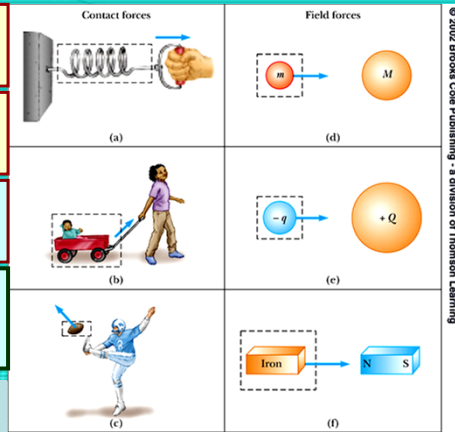 Contact forces
Field forces
m
M
(a)
(d)
− q
+ Q
(b)
(e)
Iron
N S
(c)
(f)
© 2002 Brooks Cole Publishing - a division of Thomson Learning